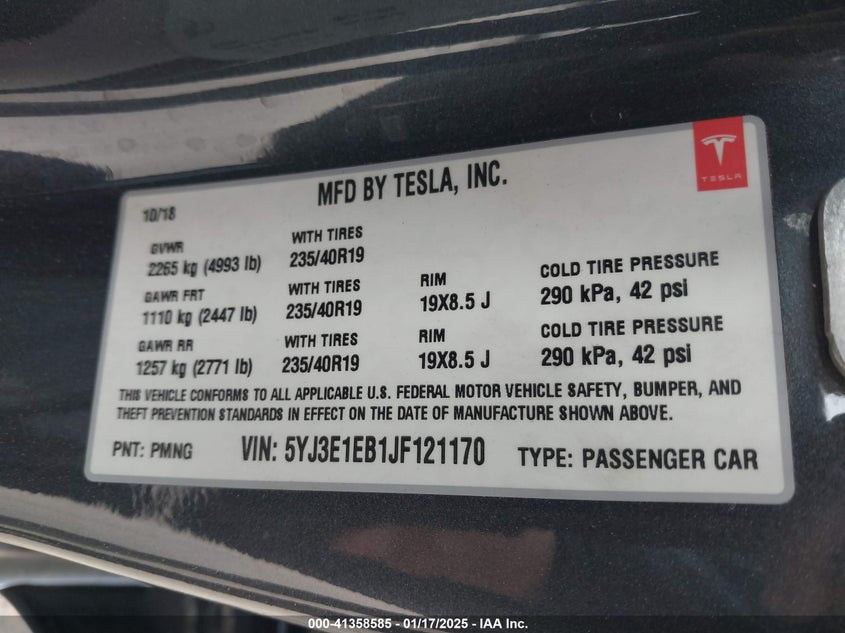 TESLA
MFD BY TESLA, INC.
10/18
GVWR
2265 kg (4993 lb)
WITH TIRES
235/40R19
GAWR FRT
1110 kg (2447 lb)
WITH TIRES
235/40R19
RIM
19X8.5 J
COLD TIRE PRESSURE
290 kPa, 42 psi
GAWR RR
1257 kg (2771 lb)
WITH TIRES
235/40R19
RIM
19X8.5 J
COLD TIRE PRESSURE
290 kPa, 42 psi
THIS VEHICLE CONFORMS TO ALL APPLICABLE U.S. FEDERAL MOTOR VEHICLE SAFETY, BUMPER, AND
THEFT PREVENTION STANDARDS IN EFFECT ON THE DATE OF MANUFACTURE SHOWN ABOVE.
PNT: PMNG
VIN: 5YJ3E1EB1JF121170
TYPE: PASSENGER CAR
000-41358585 - 01/17/2025 - IAA Inc.